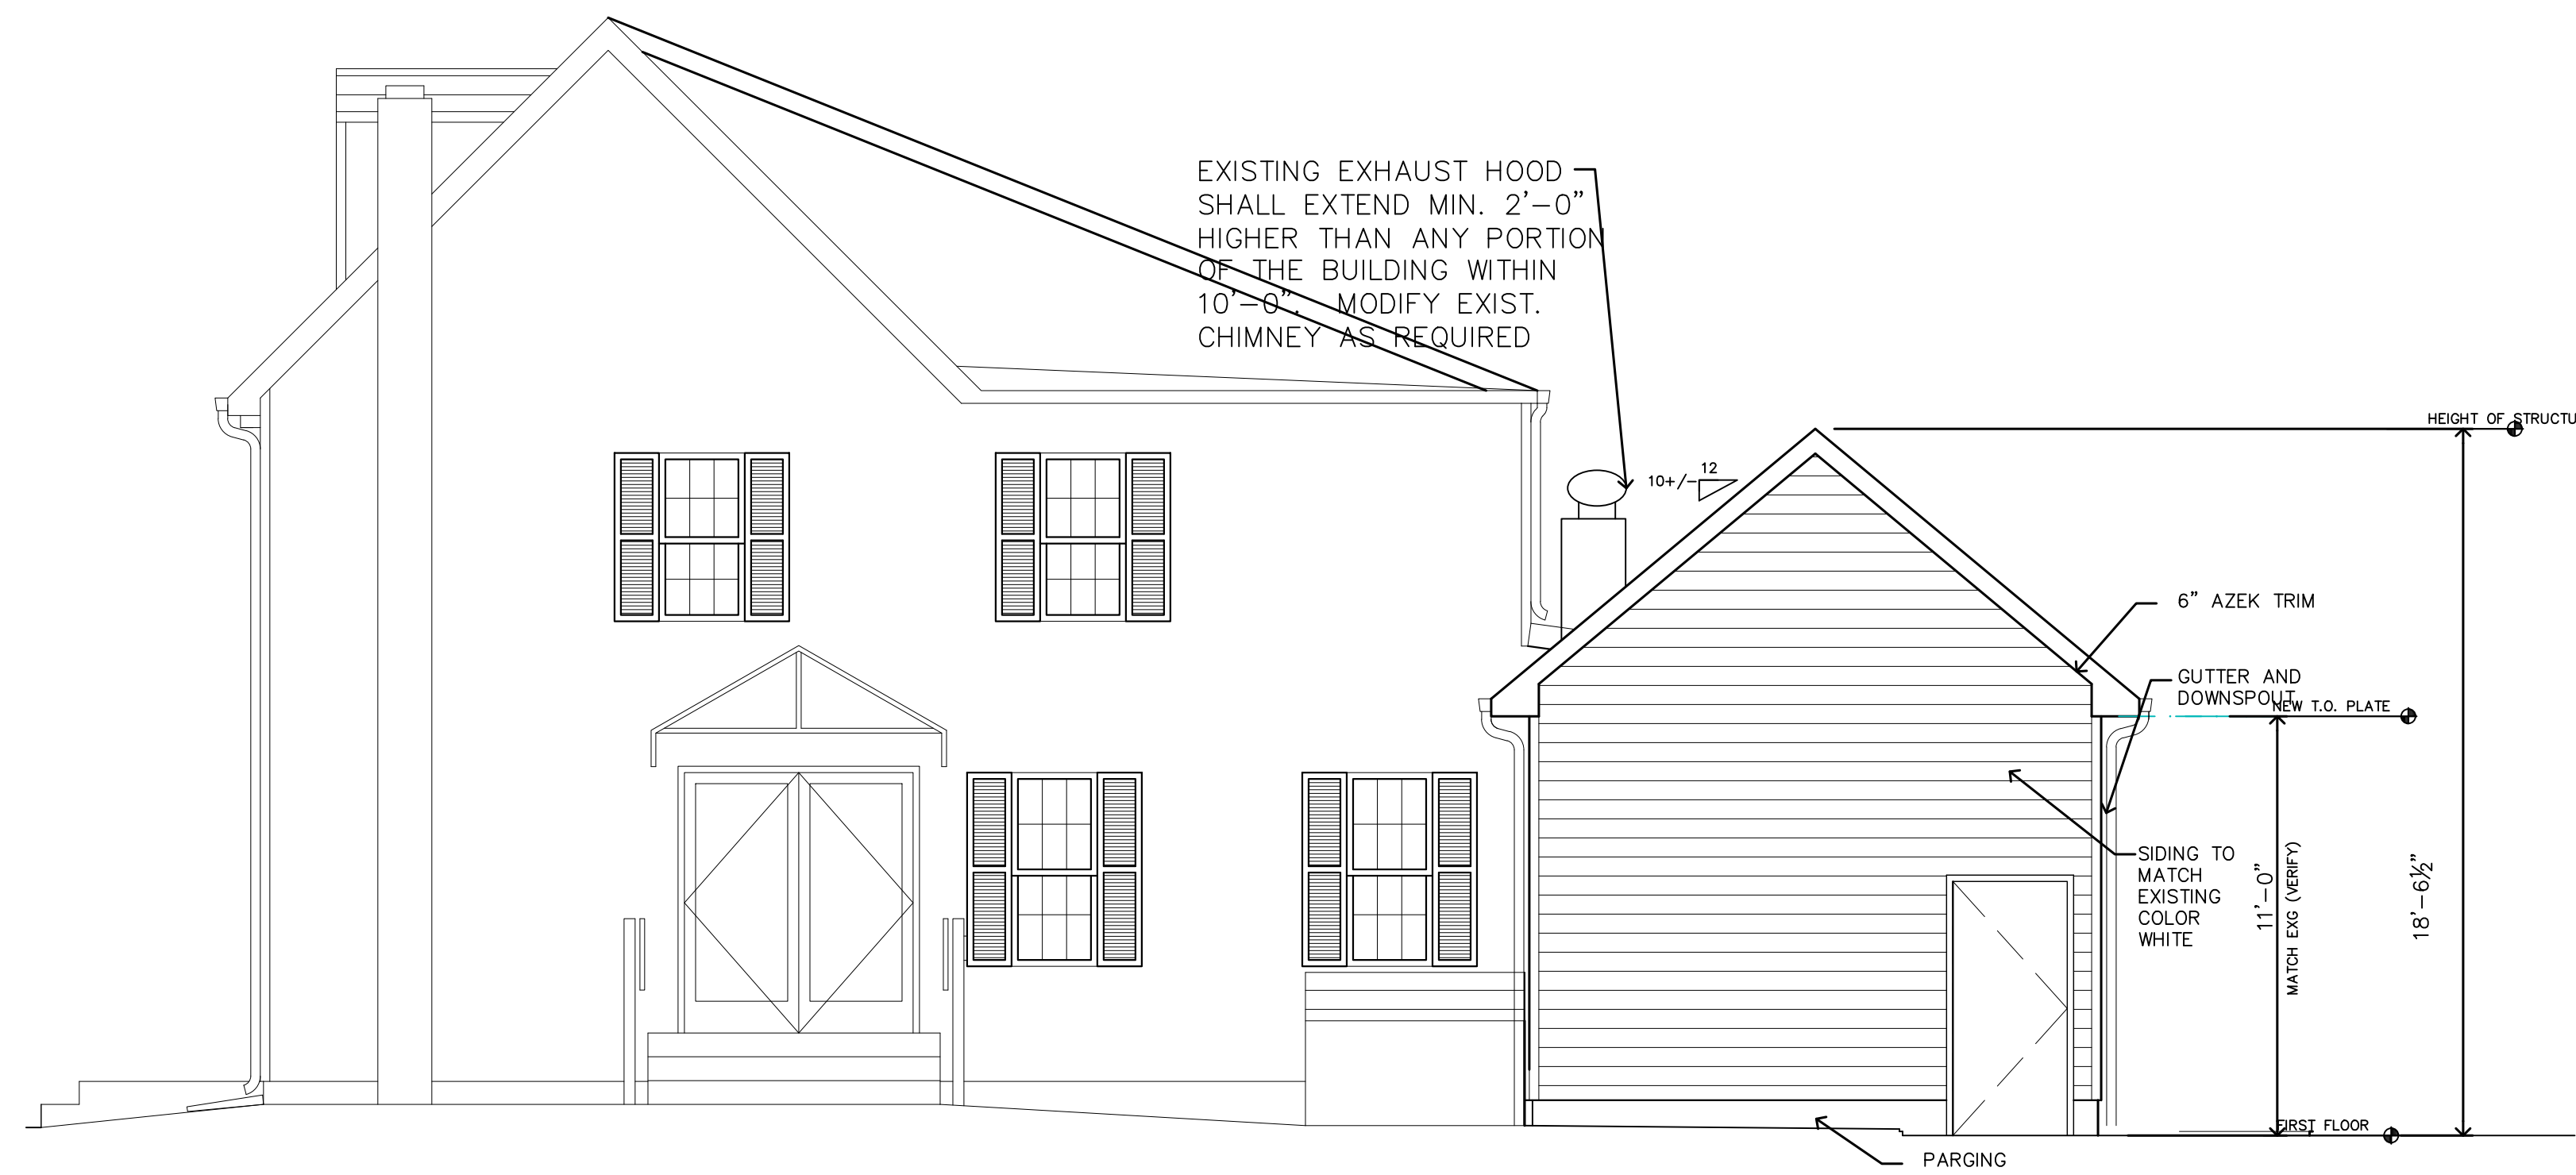 EXISTING EXHAUST HOOD
SHALL EXTEND MIN. 2'-0"
HIGHER THAN ANY PORTION
OF THE BUILDING WITHIN
10'-0". MODIFY EXIST.
CHIMNEY AS REQUIRED
HEIGHT OF STRUCTU
12
10+/-
6" AZEK TRIM
GUTTER AND
DOWNSPOUT
NEW T.O. PLATE
SIDING TO
MATCH
EXISTING
COLOR
WHITE
11'-0"
MATCH EXG (VERIFY)
18'-6½"
FIRST FLOOR
PARGING